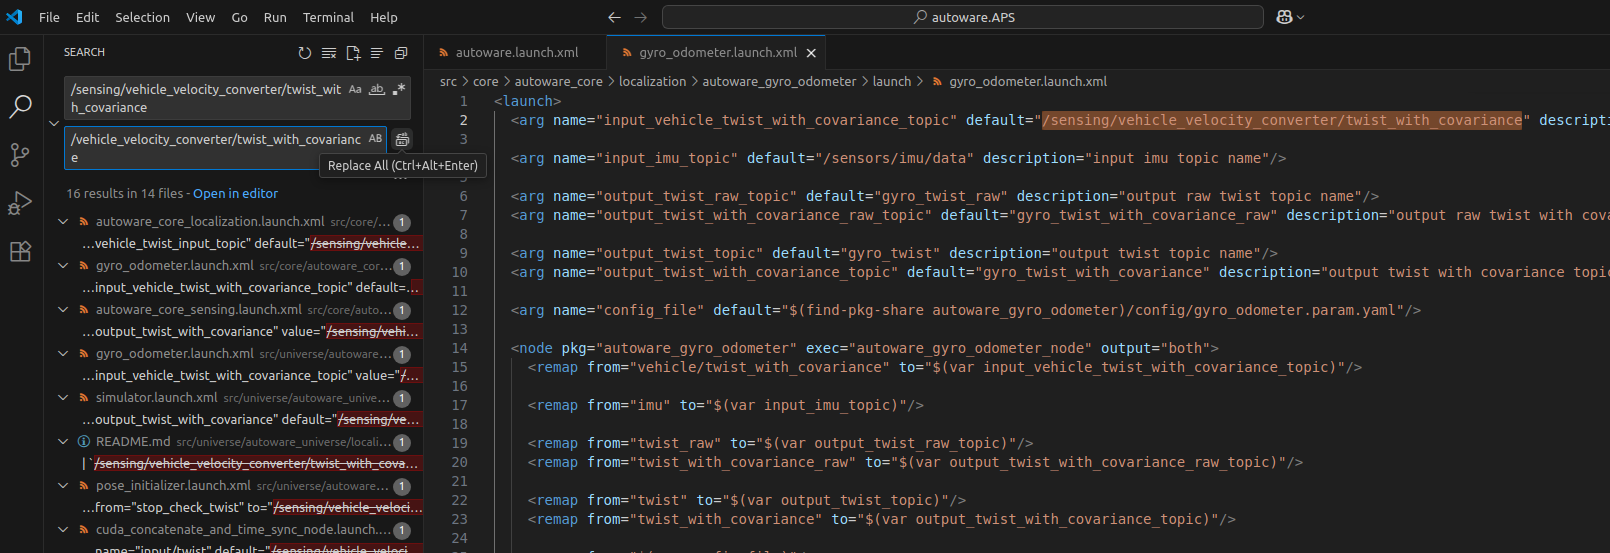 File Edit Selection View Go Run Terminal Help
autoware.APS
SEARCH
/sensing/vehicle_velocity_converter/twist_wit
h_covariance
Aa ab .*
/vehicle_velocity_converter/twist_with_covarianc
e
AB
Replace All (Ctrl+Alt+Enter)
16 results in 14 files - Open in editor
autoware_core_localization.launch.xml src/core/... 1
...vehicle_twist_input_topic" default="/sensing/vehicle...
gyro_odometer.launch.xml src/core/autoware_cor... 1
...input_vehicle_twist_with_covariance_topic" default=...
autoware_core_sensing.launch.xml src/core/auto... 1
...output_twist_with_covariance" value="/sensing/vehi...
gyro_odometer.launch.xml src/universe/autoware... 1
...input_vehicle_twist_with_covariance_topic" value="/...
simulator.launch.xml src/universe/autoware_unive... 1
...output_twist_with_covariance" default="/sensing/ve...
README.md src/universe/autoware_universe/locali... 1
| `/sensing/vehicle_velocity_converter/twist_with_cova...
pose_initializer.launch.xml src/universe/autoware... 1
...from="stop_check_twist" to="/sensing/vehicle_veloci...
cuda_concatenate_and_time_sync_node.launch.... 1
name="input/twist" default="/sensing/vehicle_veloci
autoware.launch.xml
gyro_odometer.launch.xml
src > core > autoware_core > localization > autoware_gyro_odometer > launch > gyro_odometer.launch.xml
1 <launch>
2 <arg name="input_vehicle_twist_with_covariance_topic" default="/sensing/vehicle_velocity_converter/twist_with_covariance" descripti
3
<arg name="input_imu_topic" default="/sensors/imu/data" description="input imu topic name"/>
5
6 <arg name="output_twist_raw_topic" default="gyro_twist_raw" description="output raw twist topic name"/>
7 <arg name="output_twist_with_covariance_raw_topic" default="gyro_twist_with_covariance_raw" description="output raw twist with cova
8
9 <arg name="output_twist_topic" default="gyro_twist" description="output twist topic name"/>
10 <arg name="output_twist_with_covariance_topic" default="gyro_twist_with_covariance" description="output twist with covariance topic
11
12 <arg name="config_file" default="$(find-pkg-share autoware_gyro_odometer)/config/gyro_odometer.param.yaml"/>
13
14 <node pkg="autoware_gyro_odometer" exec="autoware_gyro_odometer_node" output="both">
15 <remap from="vehicle/twist_with_covariance" to="$(var input_vehicle_twist_with_covariance_topic)"/>
16
17 <remap from="imu" to="$(var input_imu_topic)"/>
18
19 <remap from="twist_raw" to="$(var output_twist_raw_topic)"/>
20 <remap from="twist_with_covariance_raw" to="$(var output_twist_with_covariance_raw_topic)"/>
21
22 <remap from="twist" to="$(var output_twist_topic)"/>
23 <remap from="twist_with_covariance" to="$(var output_twist_with_covariance_topic)"/>
24